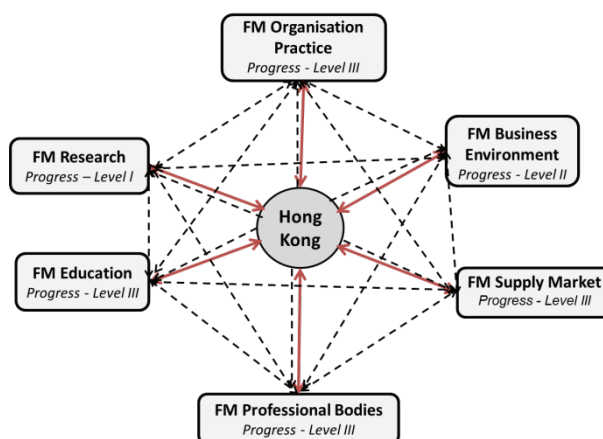 FM Organisation
Practice
Progress - Level III
FM Research
Progress – Level I
FM Business
Environment
Progress - Level II
Hong
Kong
FM Education
Progress - Level III
FM Supply Market
Progress - Level III
FM Professional Bodies
Progress - Level III